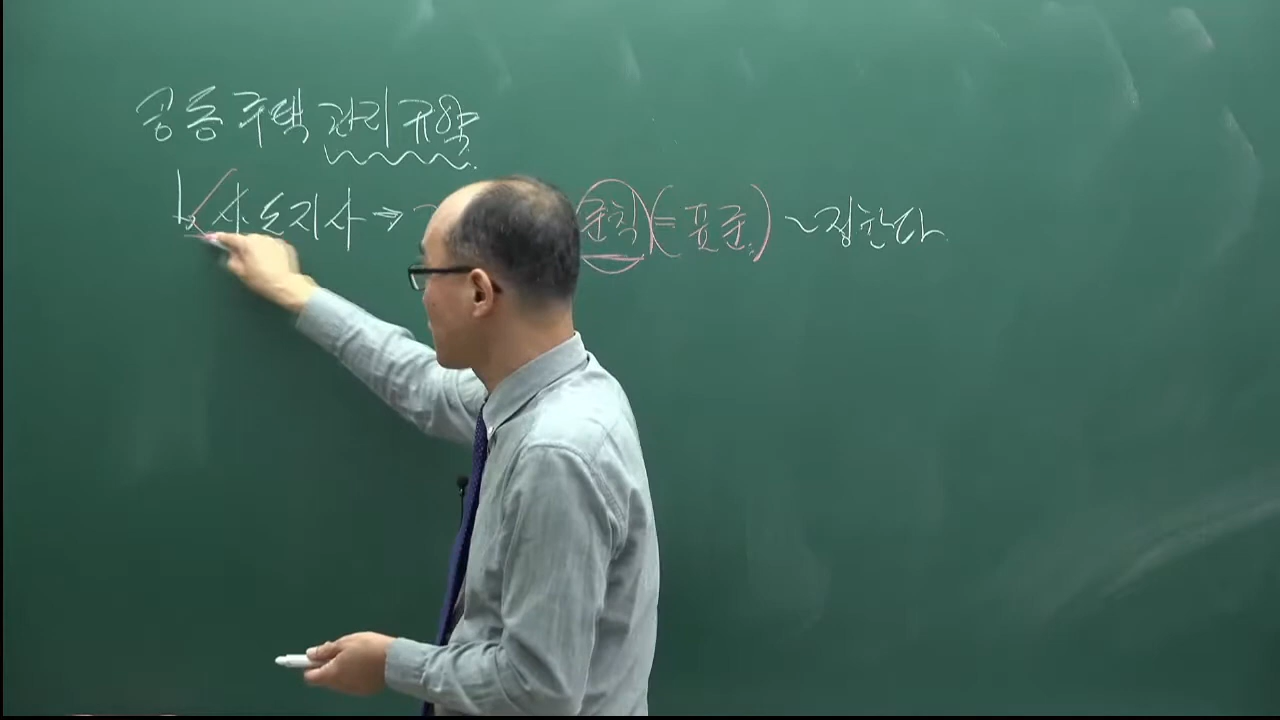 공동주택 관리규약
시·도지사 → 준칙 (= 표준) ~정한다